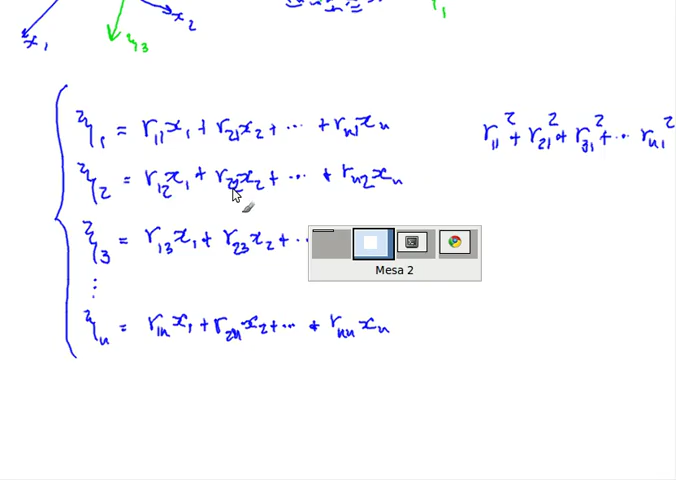 x₁
y₃
x₂
y₁ = r₁₁x₁ + r₂₁x₂ + ··· + rₙ₁xₙ
r₁₁² + r₂₁² + r₃₁² + ··· rₙ₁²
y₂ = r₁₂x₁ + r₂₂x₂ + ··· + rₙ₂xₙ
y₃ = r₁₃x₁ + r₂₃x₂ + ··
Mesa 2
⋮
yₙ = r₁ₙx₁ + r₂ₙx₂ + ··· + rₙₙxₙ